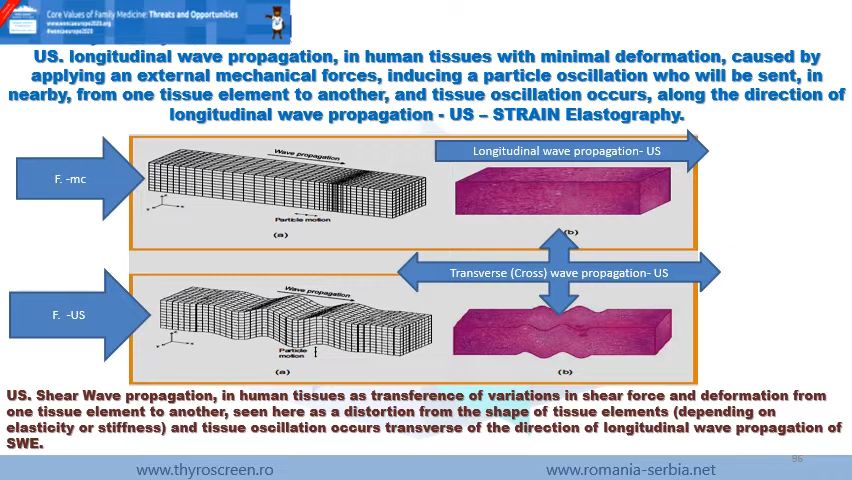 Core Values of Family Medicine: Threats and Opportunities
www.woncaeurope2023.org
#woncaeurope2023
US. longitudinal wave propagation, in human tissues with minimal deformation, caused by
applying an external mechanical forces, inducing a particle oscillation who will be sent, in
nearby, from one tissue element to another, and tissue oscillation occurs, along the direction of
longitudinal wave propagation - US – STRAIN Elastography.
F. -mc
Wave propagation
Particle motion
(a)
Longitudinal wave propagation- US
(b)
Transverse (Cross) wave propagation- US
F. -US
Wave propagation
Particle
motion
(a)
(b)
US. Shear Wave propagation, in human tissues as transference of variations in shear force and deformation from
one tissue element to another, seen here as a distortion from the shape of tissue elements (depending on
elasticity or stiffness) and tissue oscillation occurs transverse of the direction of longitudinal wave propagation of
SWE.
96
www.thyroscreen.ro
www.romania-serbia.net